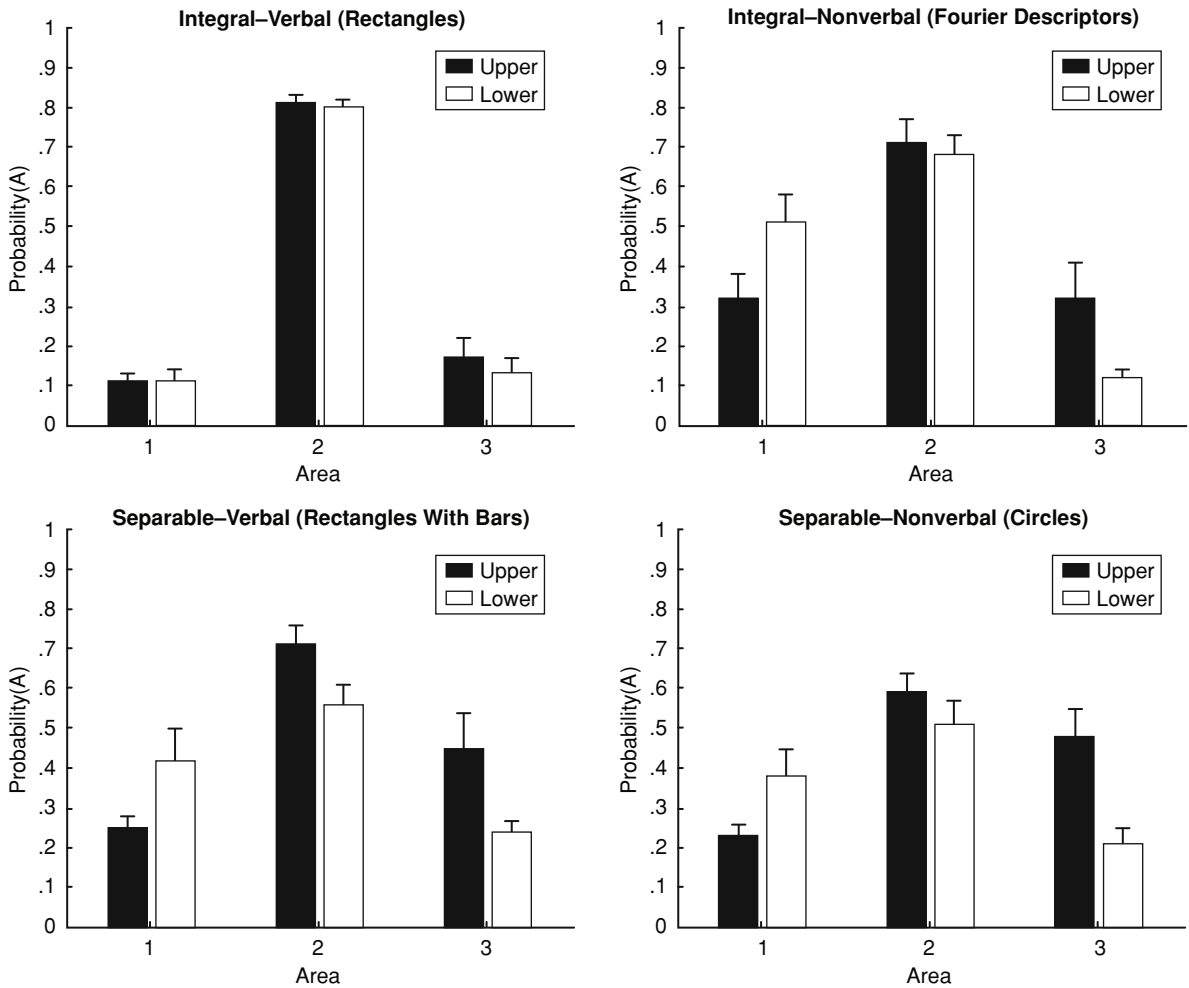 Integral–Verbal (Rectangles)
1
.9
.8
.7
.6
.5
.4
.3
.2
.1
0
Probability(A)
Upper
Lower
1 2 3
Area
Integral–Nonverbal (Fourier Descriptors)
1
.9
.8
.7
.6
.5
.4
.3
.2
.1
0
Probability(A)
Upper
Lower
1 2 3
Area
Separable–Verbal (Rectangles With Bars)
1
.9
.8
.7
.6
.5
.4
.3
.2
.1
0
Probability(A)
Upper
Lower
1 2 3
Area
Separable–Nonverbal (Circles)
1
.9
.8
.7
.6
.5
.4
.3
.2
.1
0
Probability(A)
Upper
Lower
1 2 3
Area